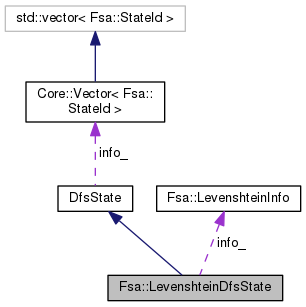 std::vector< Fsa::StateId >
Core::Vector< Fsa::
StateId >
info_
DfsState
Fsa::LevenshteinInfo
info_
Fsa::LevenshteinDfsState